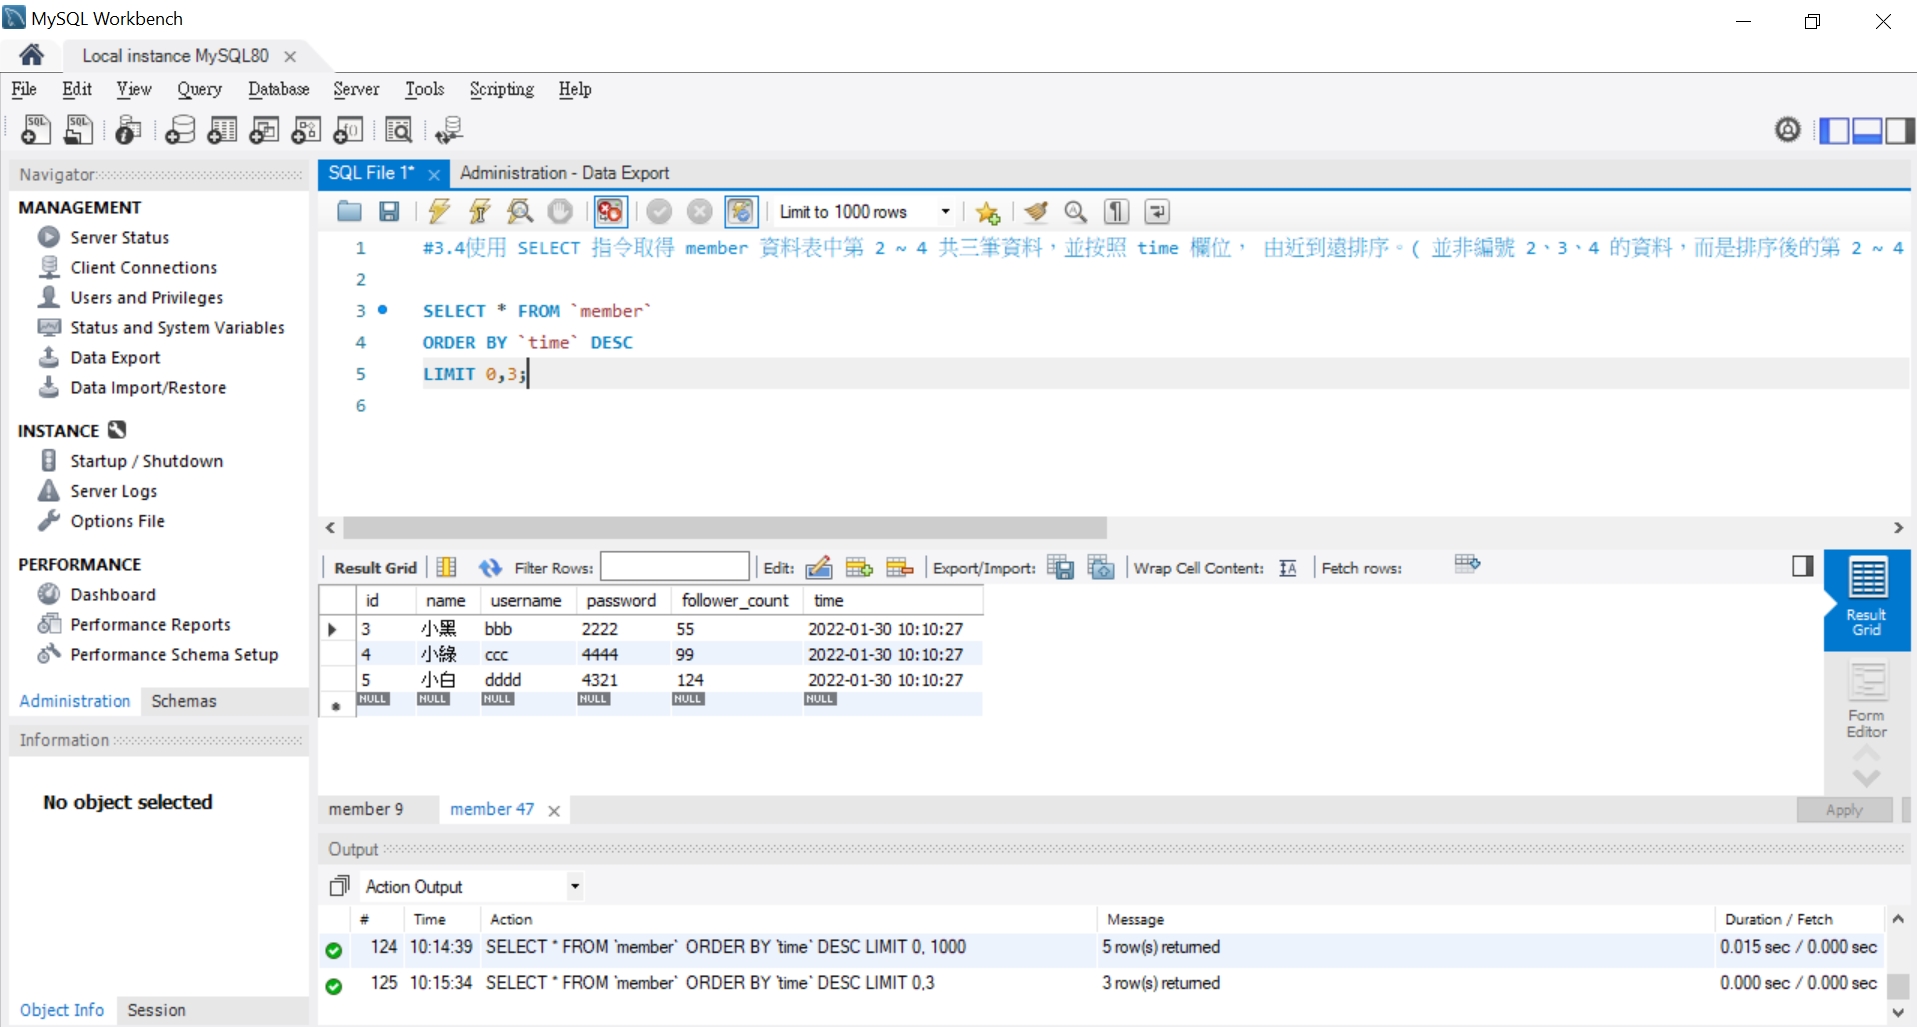 MySQL Workbench
Local instance MySQL80
File Edit View Query Database Server Tools Scripting Help
Navigator
MANAGEMENT
Server Status
Client Connections
Users and Privileges
Status and System Variables
Data Export
Data Import/Restore
INSTANCE
Startup / Shutdown
Server Logs
Options File
PERFORMANCE
Dashboard
Performance Reports
Performance Schema Setup
Administration Schemas
Information
No object selected
Object Info Session
SQL File 1* Administration - Data Export
Limit to 1000 rows
1 #3.4使用 SELECT 指令取得 member 資料表中第 2 ~ 4 共三筆資料，並按照 time 欄位， 由近到遠排序。( 並非編號 2、3、4 的資料，而是排序後的第 2 ~ 4
2
3 SELECT * FROM `member`
4 ORDER BY `time` DESC
5 LIMIT 0,3;
6
Result Grid Filter Rows: Edit: Export/Import: Wrap Cell Content: Fetch rows:
id name username password follower_count time
3 小黑 bbb 2222 55 2022-01-30 10:10:27
4 小綠 ccc 4444 99 2022-01-30 10:10:27
5 小白 dddd 4321 124 2022-01-30 10:10:27
NULL NULL NULL NULL NULL NULL
Result
Grid
Form
Editor
member 9 member 47
Apply
Output
Action Output
# Time Action Message Duration / Fetch
124 10:14:39 SELECT * FROM `member` ORDER BY `time` DESC LIMIT 0, 1000 5 row(s) returned 0.015 sec / 0.000 sec
125 10:15:34 SELECT * FROM `member` ORDER BY `time` DESC LIMIT 0,3 3 row(s) returned 0.000 sec / 0.000 sec